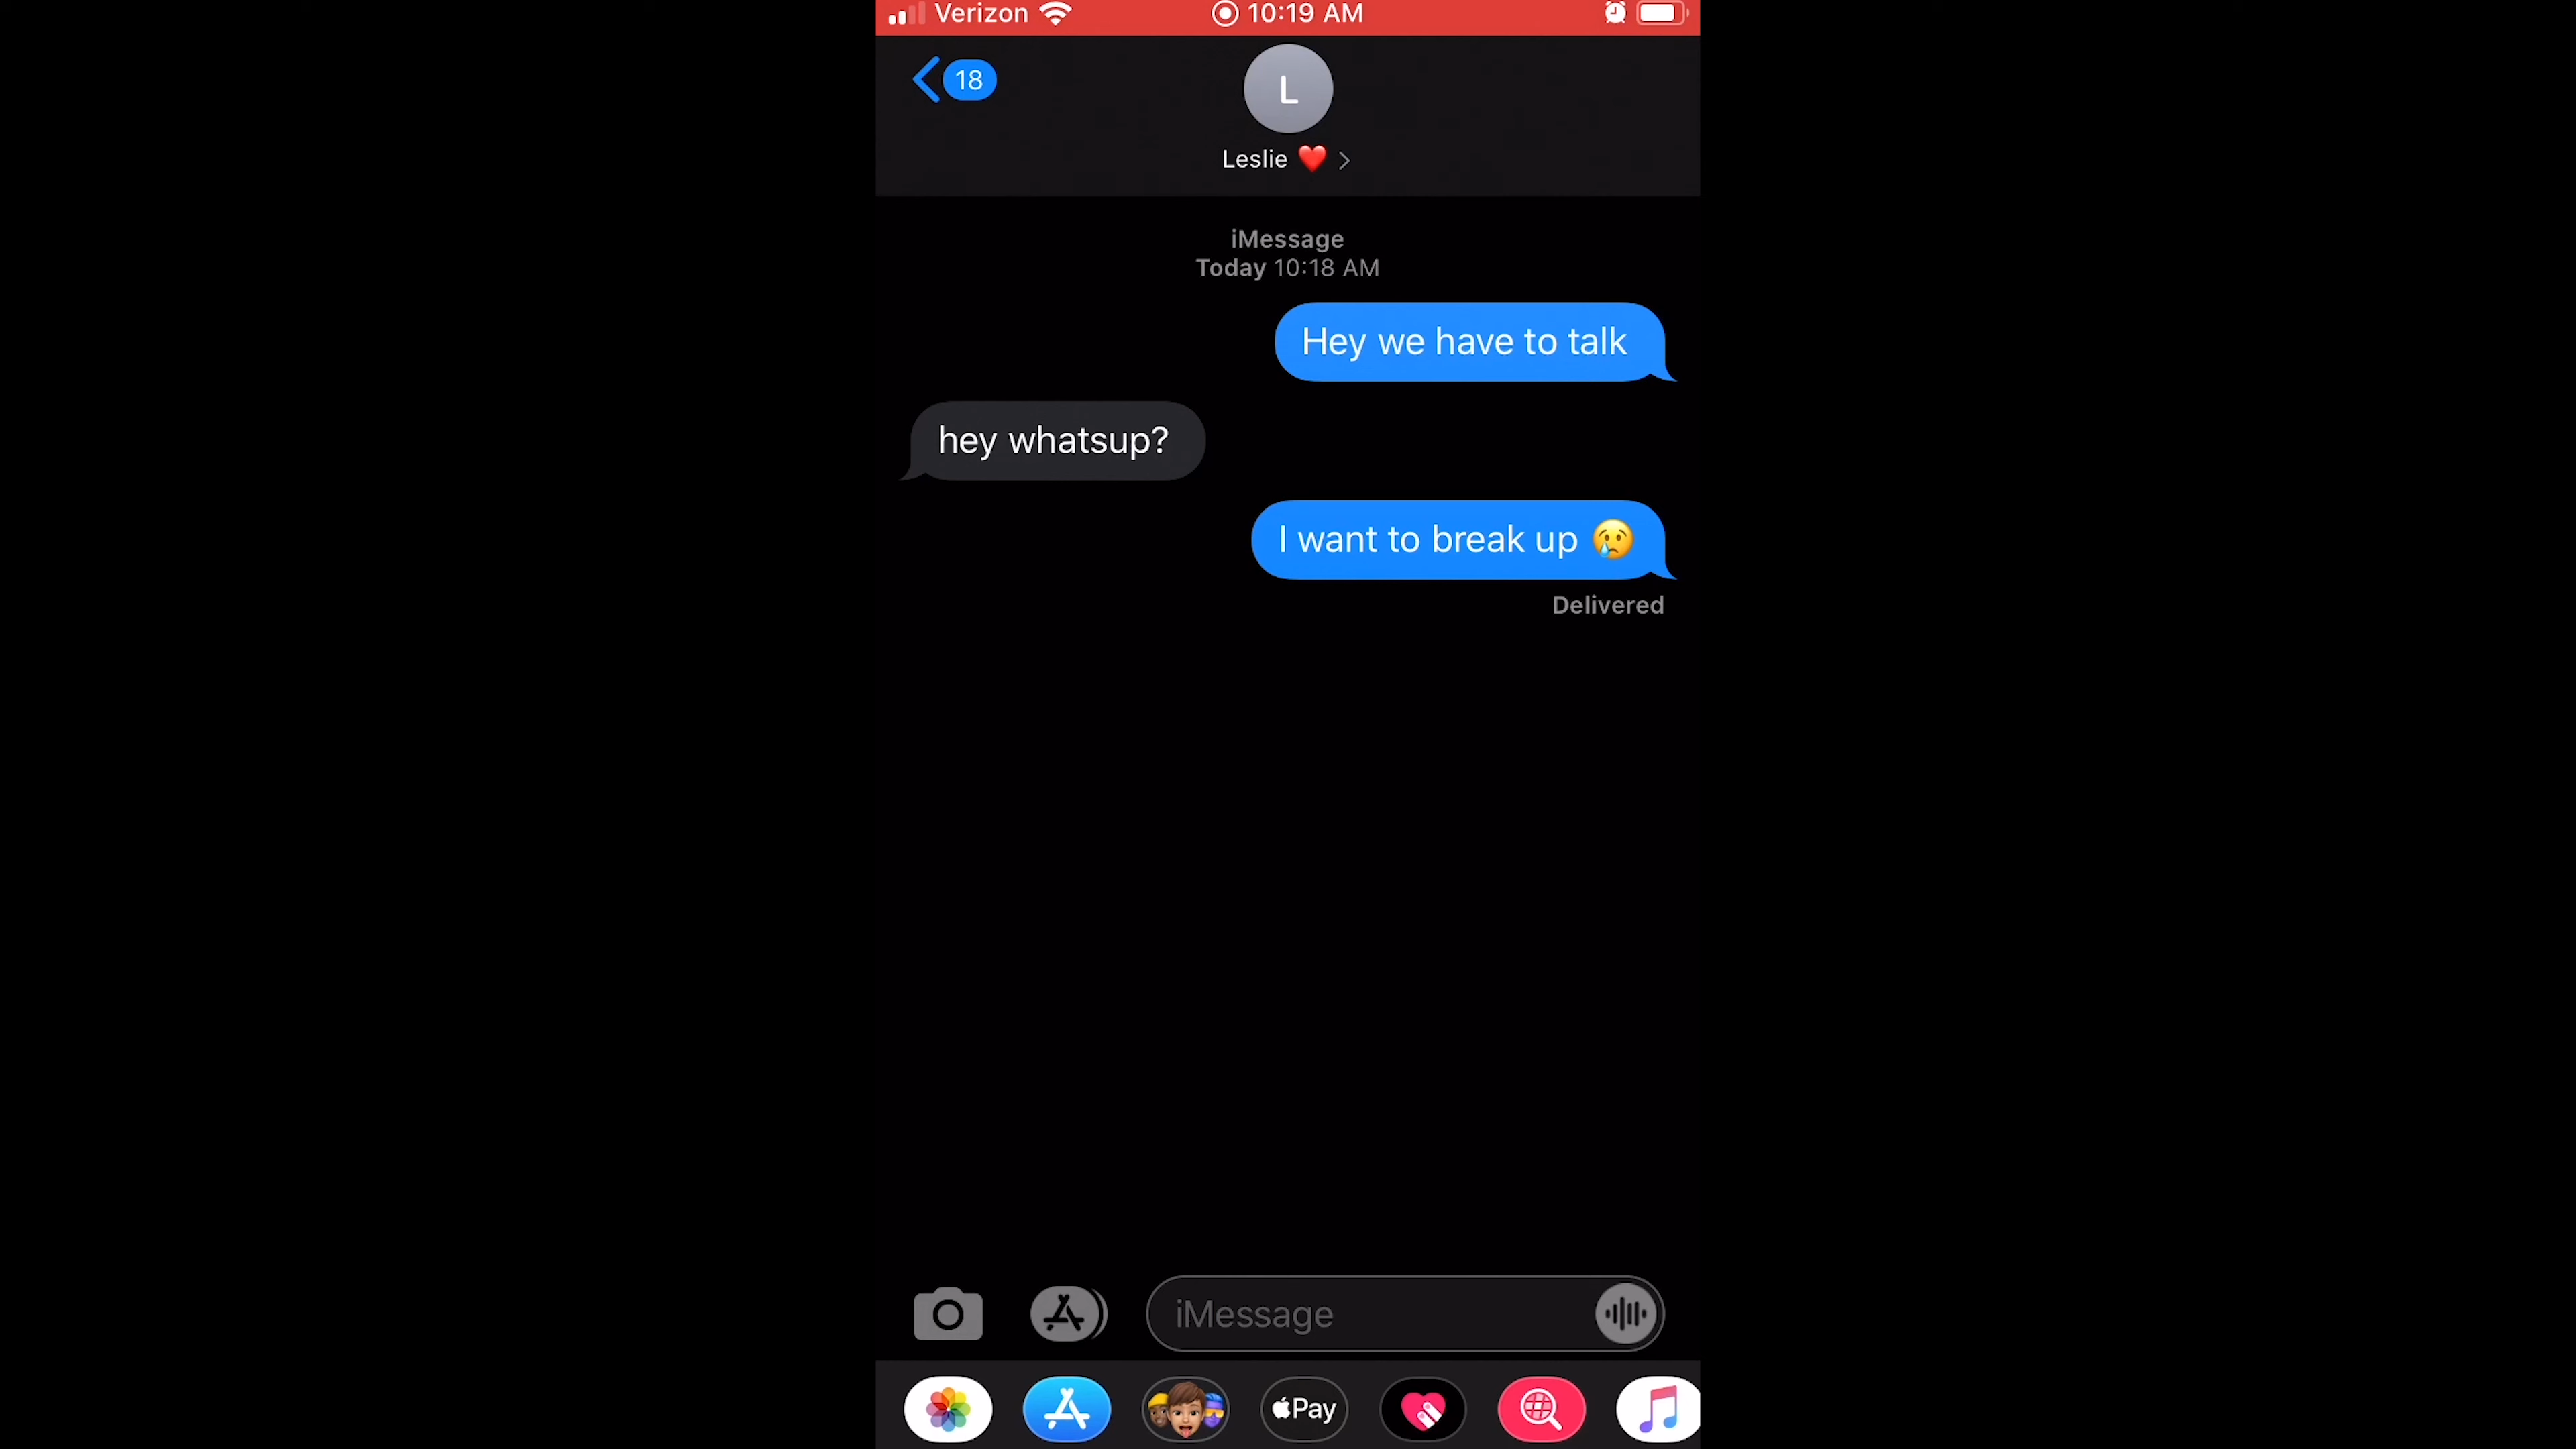 Verizon 10:19 AM
18
L
Leslie ❤️ >
iMessage
Today 10:18 AM
Hey we have to talk
hey whatsup?
I want to break up 😢
Delivered
iMessage
Pay